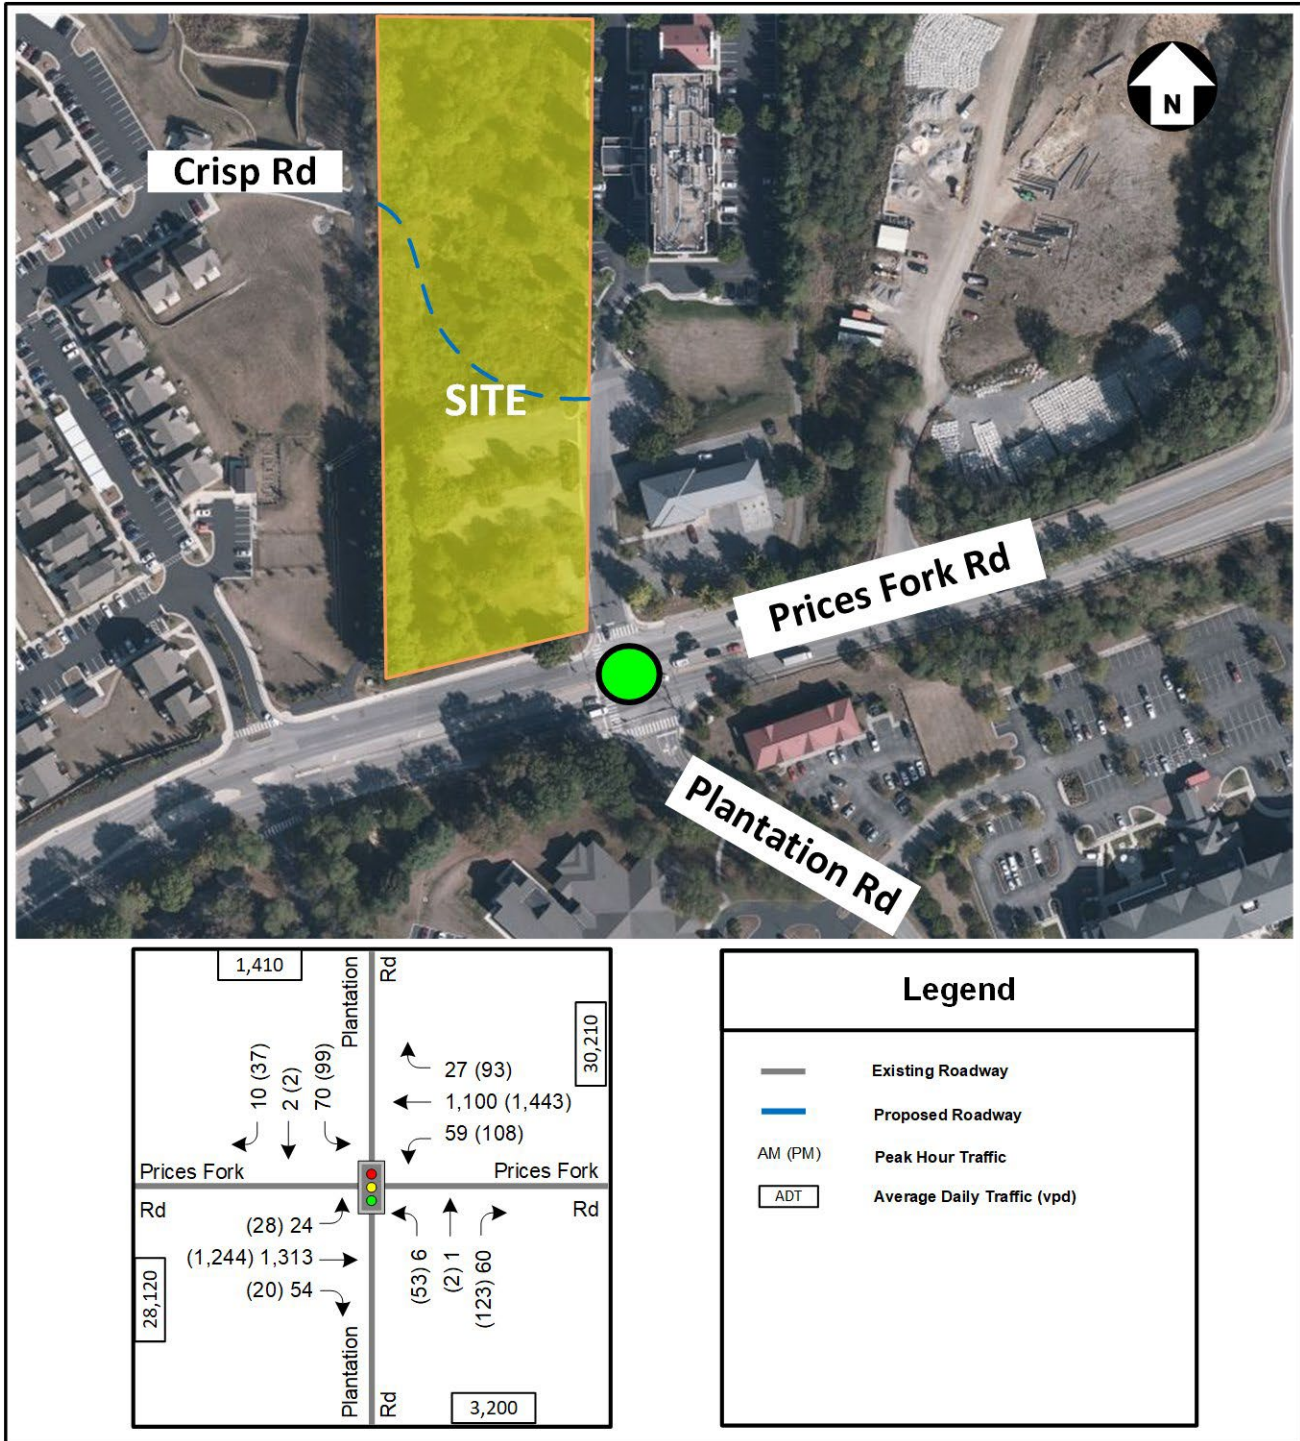 N
Crisp Rd
SITE
Prices Fork Rd
Plantation Rd
1,410
Plantation
Rd
30,210
10 (37)
2 (2)
70 (99)
27 (93)
1,100 (1,443)
59 (108)
Prices Fork
Rd
Prices Fork
Rd
(28) 24
(1,244) 1,313
(20) 54
(53) 6
(2) 1
(123) 60
28,120
Plantation
Rd
3,200
Legend
Existing Roadway
Proposed Roadway
AM (PM) Peak Hour Traffic
ADT Average Daily Traffic (vpd)